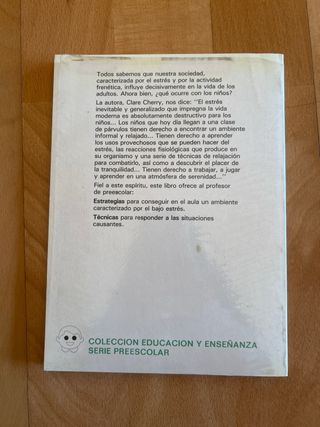 Todos sabemos que nuestra sociedad,
caracterizada por el estrés y por la actividad
frenética, influye decisivamente en la vida de los
adultos. Ahora bien, ¿qué ocurre con los niños?
La autora, Clare Cherry, nos dice: "El estrés
inevitable y generalizado que impregna la vida
moderna es absolutamente destructivo para los
niños... Los niños que hoy día llegan a una clase
de párvulos tienen derecho a encontrar un ambiente
informal y relajado... Tienen derecho a aprender
los usos provechosos que se pueden hacer del
estrés, las reacciones fisiológicas que produce en
su organismo y una serie de técnicas de relajación
para combatirlo, así como a descubrir el placer de
la tranquilidad... Tienen derecho a trabajar, a jugar
y aprender en una atmósfera de serenidad..."
Fiel a este espíritu, este libro ofrece al profesor
de preescolar:
Estrategias para conseguir en el aula un ambiente
caracterizado por el bajo estrés.
Técnicas para responder a las situaciones
causantes.
COLECCION EDUCACION Y ENSEÑANZA
SERIE PREESCOLAR